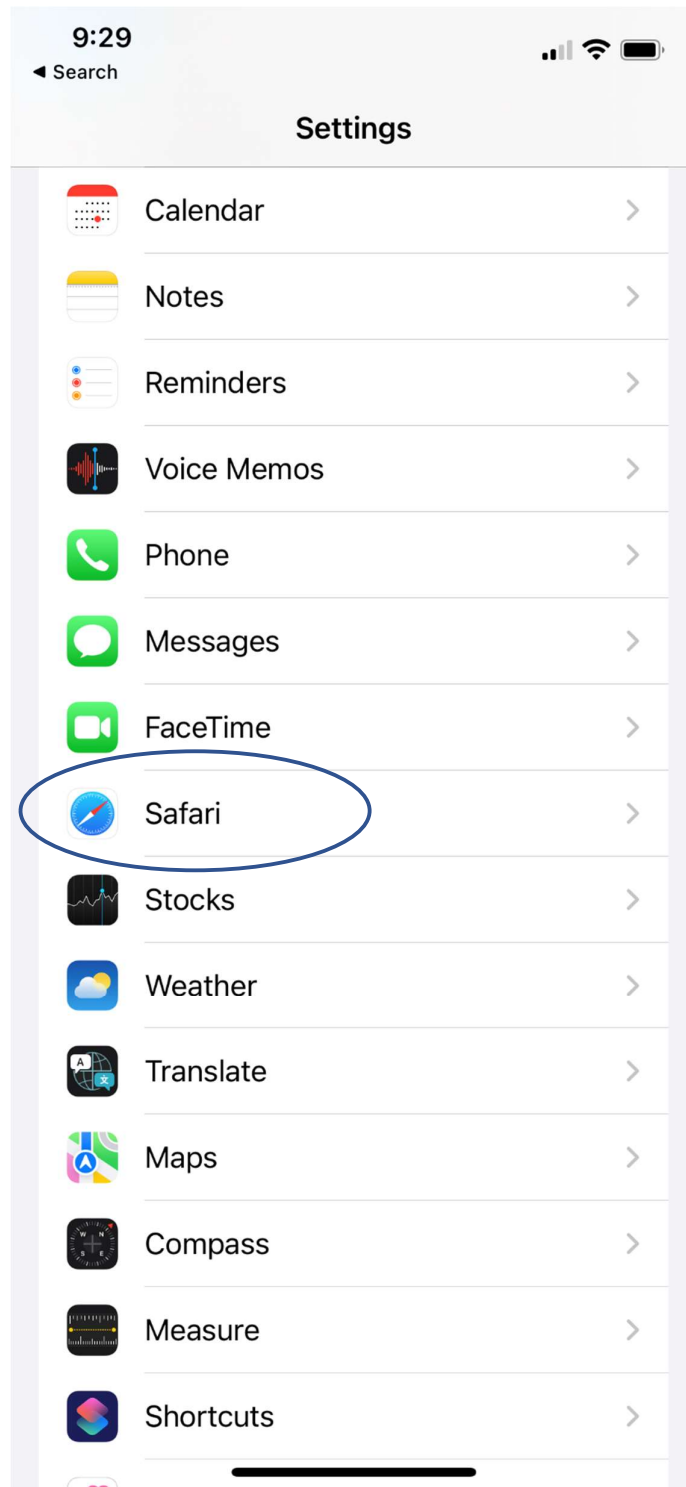 9:29
◀ Search
Settings
Calendar
Notes
Reminders
Voice Memos
Phone
Messages
FaceTime
Safari
Stocks
Weather
A
文
Translate
Maps
W N
S E
Compass
Measure
Shortcuts